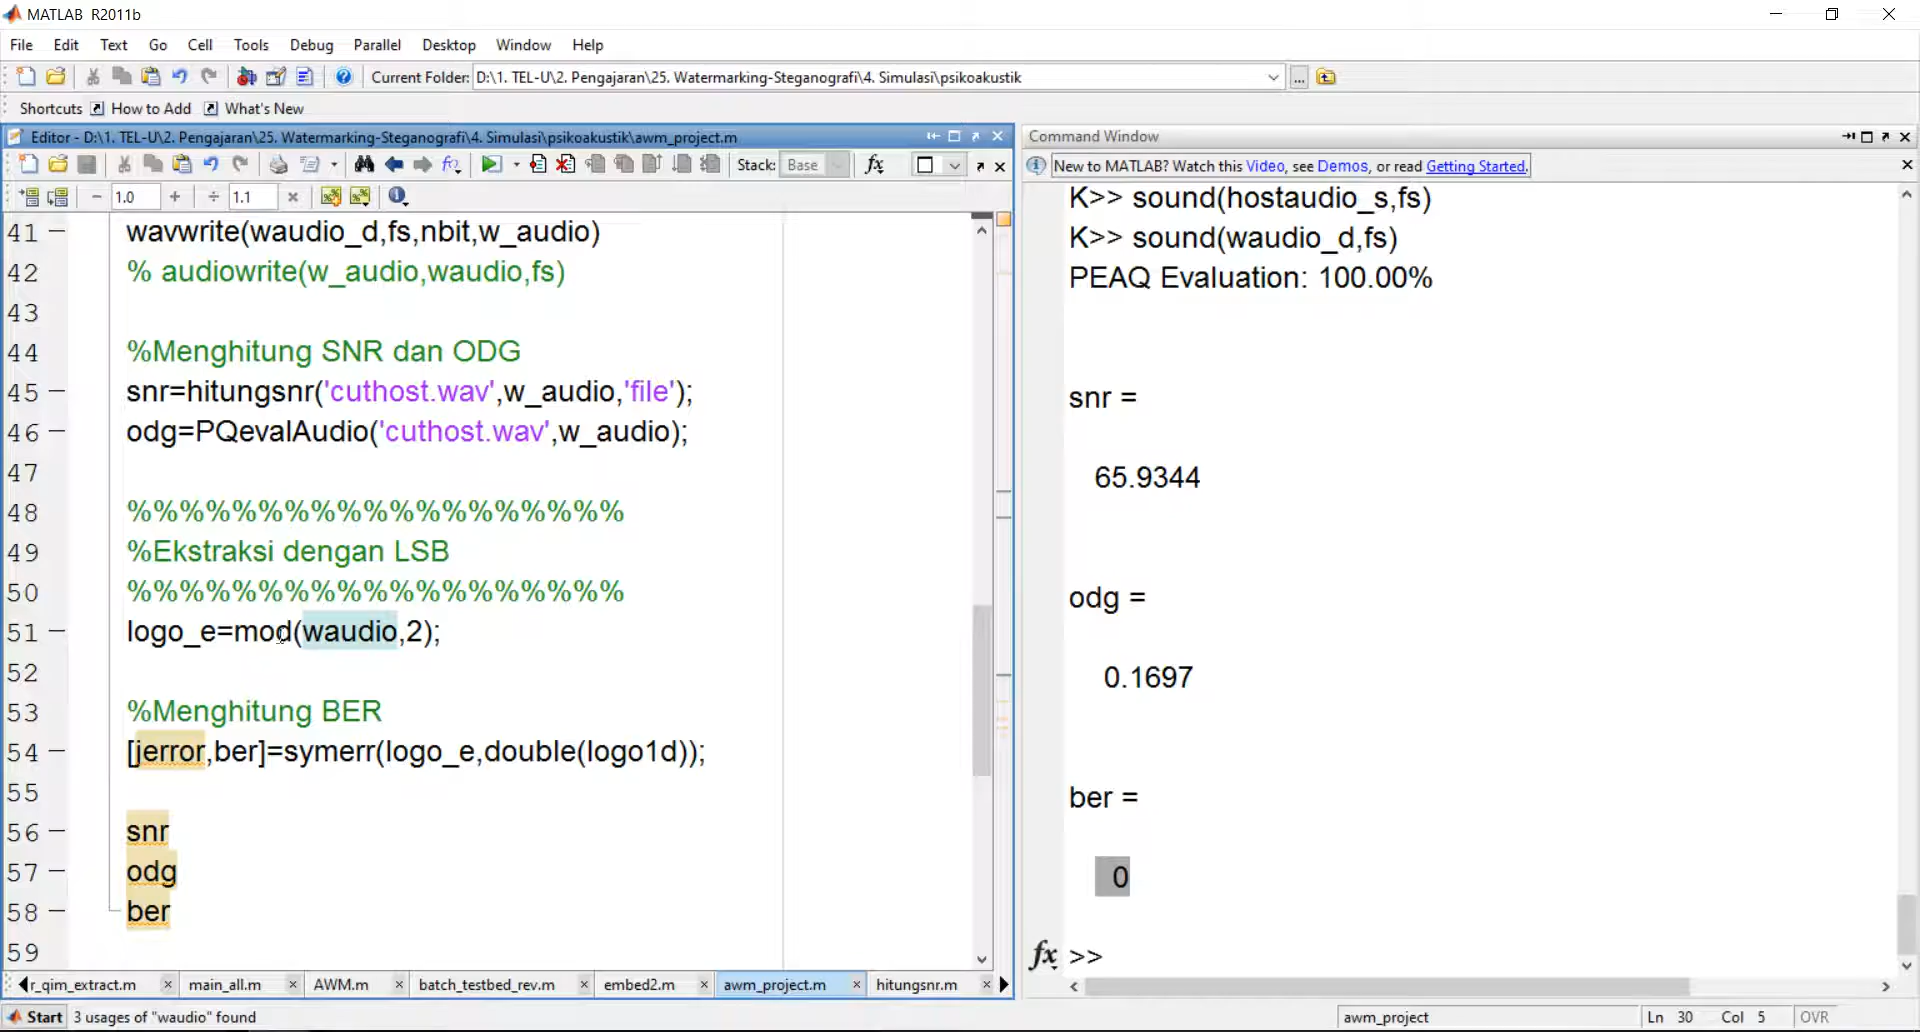 MATLAB R2011b
File Edit Text Go Cell Tools Debug Parallel Desktop Window Help
Current Folder: D:\1. TEL-U\2. Pengajaran\25. Watermarking-Steganografi\4. Simulasi\psikoakustik
Shortcuts How to Add What's New
Editor - D:\1. TEL-U\2. Pengajaran\25. Watermarking-Steganografi\4. Simulasi\psikoakustik\awm_project.m
Stack: Base fx
1.0 + ÷ 1.1 ×
41 – wavwrite(waudio_d,fs,nbit,w_audio)
42 % audiowrite(w_audio,waudio,fs)
43
44 %Menghitung SNR dan ODG
45 – snr=hitungsnr('cuthost.wav',w_audio,'file');
46 – odg=PQevalAudio('cuthost.wav',w_audio);
47
48 %%%%%%%%%%%%%%%%%%%
49 %Ekstraksi dengan LSB
50 %%%%%%%%%%%%%%%%%%%
51 – logo_e=mod(waudio,2);
52
53 %Menghitung BER
54 – [jerror,ber]=symerr(logo_e,double(logo1d));
55
56 – snr
57 – odg
58 – ber
59
r_qim_extract.m × main_all.m × AWM.m × batch_testbed_rev.m × embed2.m × awm_project.m × hitungsnr.m ×
Command Window
New to MATLAB? Watch this Video, see Demos, or read Getting Started.
K>> sound(hostaudio_s,fs)
K>> sound(waudio_d,fs)
PEAQ Evaluation: 100.00%
snr =
65.9344
odg =
0.1697
ber =
0
fx >>
Start 3 usages of "waudio" found
awm_project Ln 30 Col 5 OVR